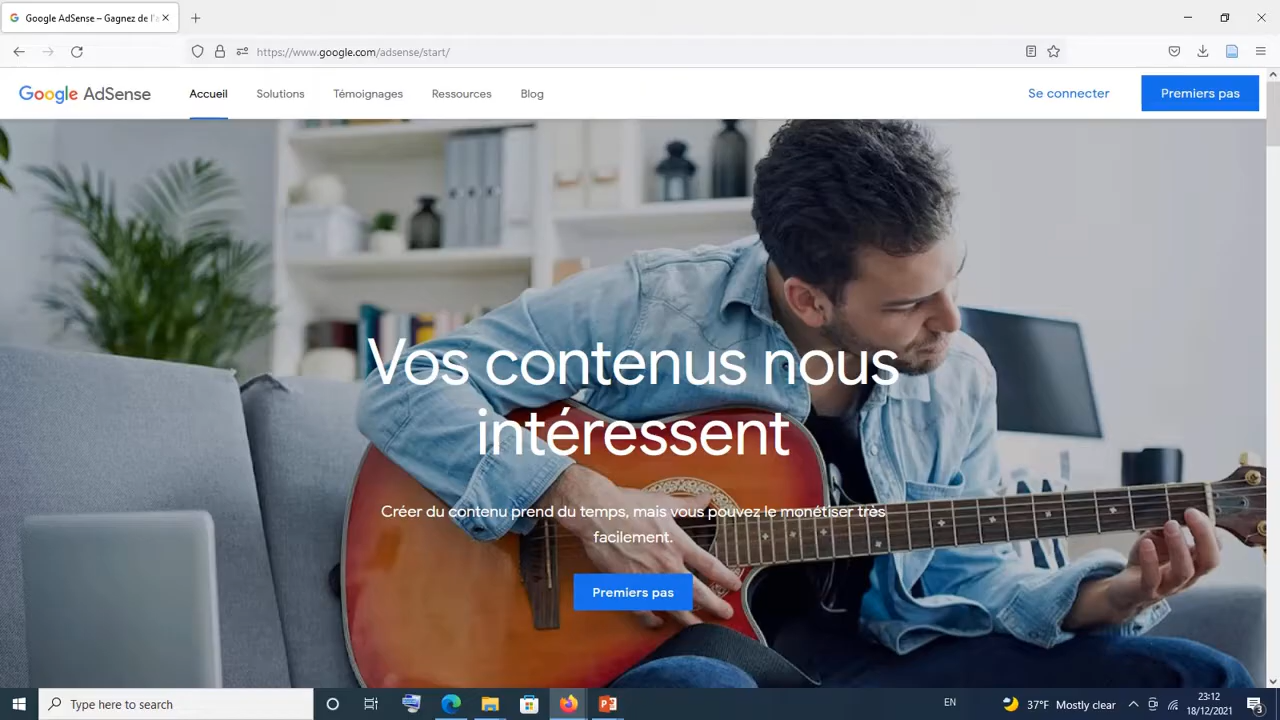 Google AdSense – Gagnez de l'a
https://www.google.com/adsense/start/
Google AdSense
Accueil
Solutions
Témoignages
Ressources
Blog
Se connecter
Premiers pas
Vos contenus nous
intéressent
Créer du contenu prend du temps, mais vous pouvez le monétiser très
facilement.
Premiers pas
Type here to search
EN
37°F Mostly clear
23:12
18/12/2021
3